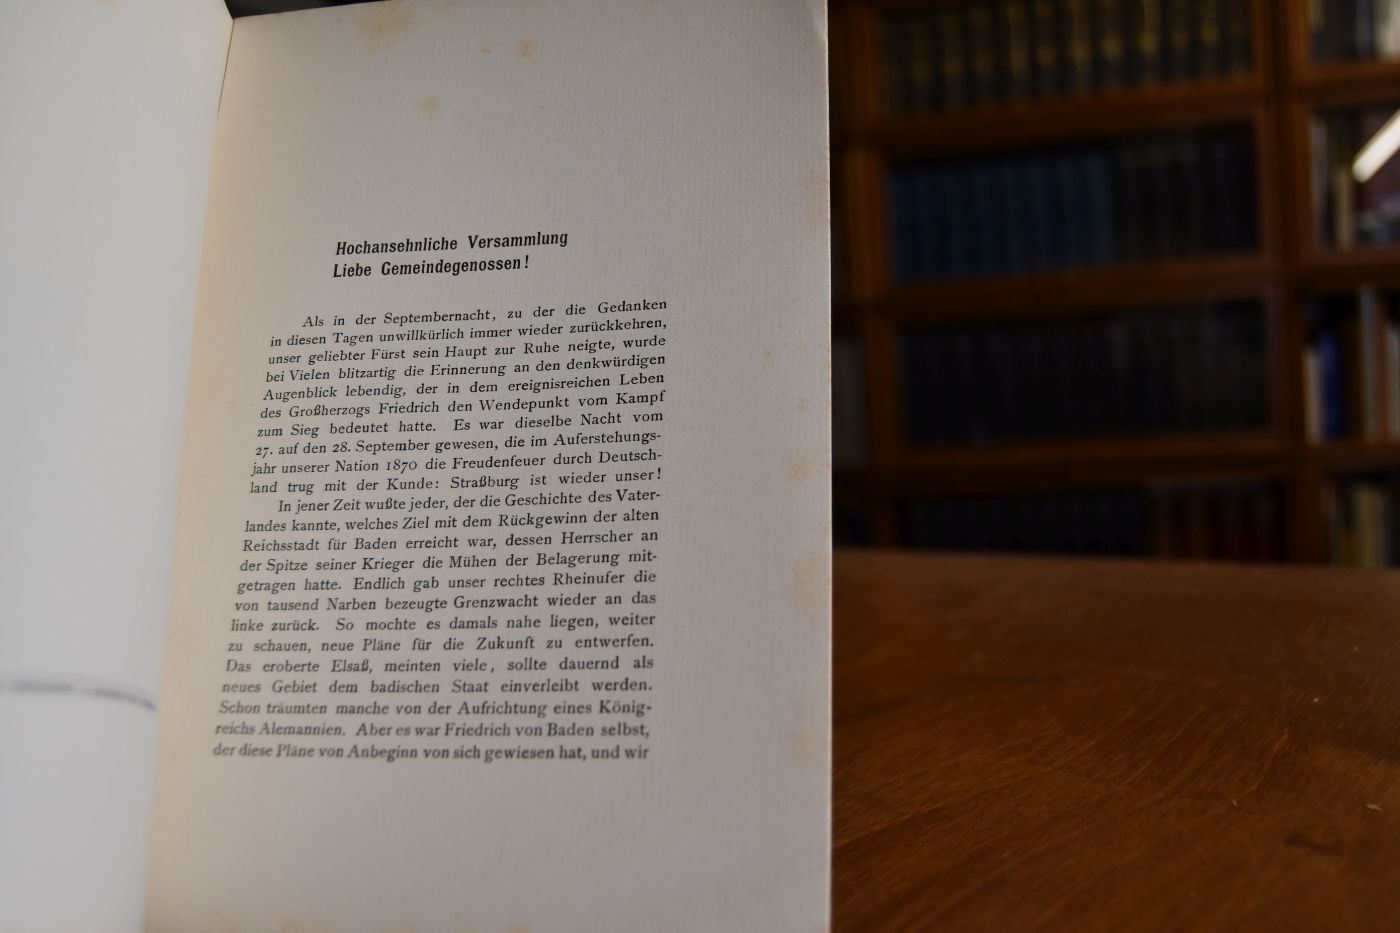 Hochansehnliche Versammlung
Liebe Gemeindegenossen!
Als in der Septembernacht, zu der die Gedanken
in diesen Tagen unwillkürlich immer wieder zurückkehren,
unser geliebter Fürst sein Haupt zur Ruhe neigte, wurde
bei Vielen blitzartig die Erinnerung an den denkwürdigen
Augenblick lebendig, der in dem ereignisreichen Leben
des Großherzogs Friedrich den Wendepunkt vom Kampf
zum Sieg bedeutet hatte. Es war dieselbe Nacht vom
27. auf den 28. September gewesen, die im Auferstehungs-
jahr unserer Nation 1870 die Freudenfeuer durch Deutsch-
land trug mit der Kunde: Straßburg ist wieder unser!
In jener Zeit wußte jeder, der die Geschichte des Vater-
landes kannte, welches Ziel mit dem Rückgewinn der alten
Reichsstadt für Baden erreicht war, dessen Herrscher an
der Spitze seiner Krieger die Mühen der Belagerung mit-
getragen hatte. Endlich gab unser rechtes Rheinufer die
von tausend Narben bezeugte Grenzwacht wieder an das
linke zurück. So mochte es damals nahe liegen, weiter
zu schauen, neue Pläne für die Zukunft zu entwerfen.
Das eroberte Elsaß, meinten viele, sollte dauernd als
neues Gebiet dem badischen Staat einverleibt werden.
Schon träumten manche von der Aufrichtung eines König-
reichs Alemannien. Aber es war Friedrich von Baden selbst,
der diese Pläne von Anbeginn von sich gewiesen hat, und wir